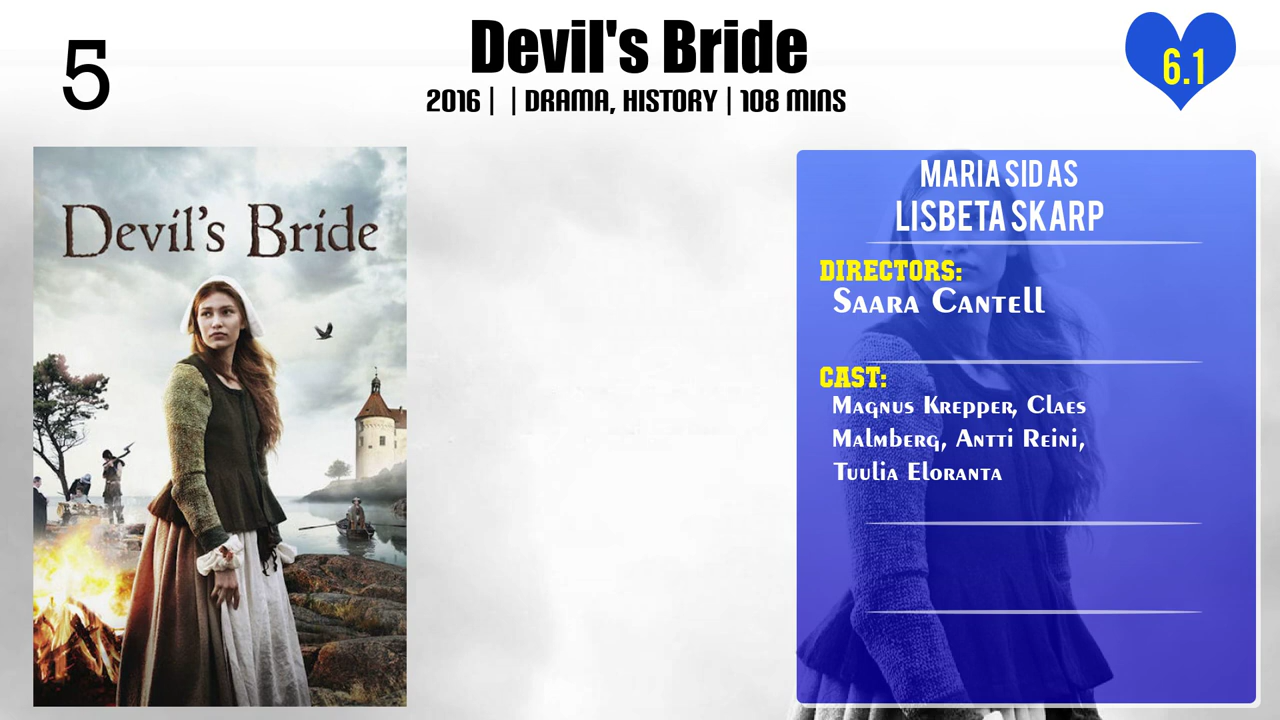 5
Devil's Bride
6.1
2016 | | DRAMA, HISTORY | 108 MINS
Devil's Bride
MARIA SID AS
LISBETA SKARP
DIRECTORS:
Saara Cantell
CAST:
Magnus Krepper, Claes
Malmberg, Antti Reini,
Tuulia Eloranta